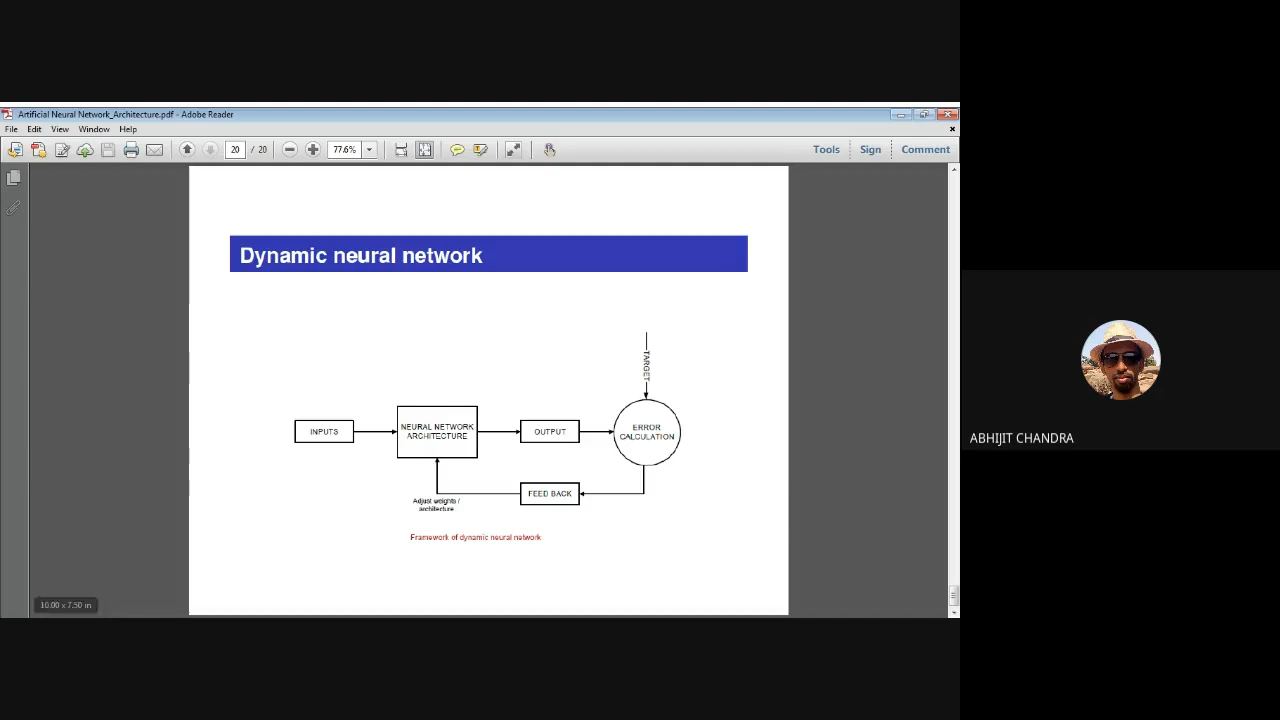 Artificial Neural Network_Architecture.pdf - Adobe Reader
File Edit View Window Help
20 / 20 77.6% Tools Sign Comment
Dynamic neural network
TARGET
INPUTS
NEURAL NETWORK
ARCHITECTURE
OUTPUT
ERROR
CALCULATION
FEED BACK
Adjust weights /
architecture
Framework of dynamic neural network
10.00 x 7.50 in
ABHIJIT CHANDRA